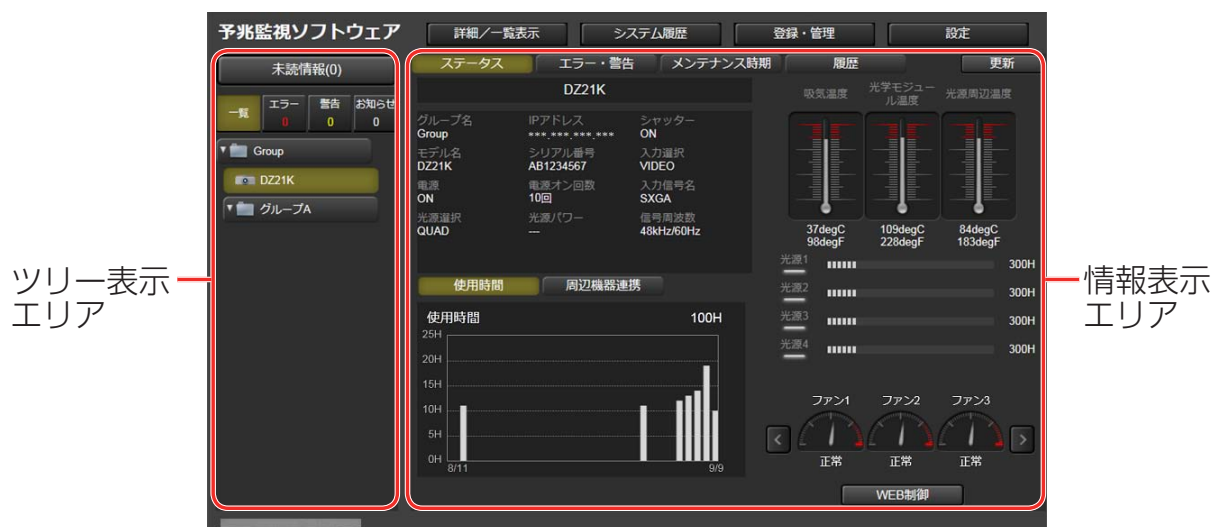 予兆監視ソフトウェア
詳細／一覧表示
システム履歴
登録・管理
設定
未読情報(0)
一覧
エラー
0
警告
0
お知らせ
0
Group
DZ21K
グループA
ツリー表示
エリア
ステータス
エラー・警告
メンテナンス時期
履歴
更新
DZ21K
グループ名
Group
IPアドレス
***.***.***.***
シャッター
ON
モデル名
DZ21K
シリアル番号
AB1234567
入力選択
VIDEO
電源
ON
電源オン回数
10回
入力信号名
SXGA
光源選択
QUAD
光源パワー
---
信号周波数
48kHz/60Hz
使用時間
周辺機器連携
使用時間
100H
25H
20H
15H
10H
5H
0H
8/11
9/9
吸気温度
光学モジュー
ル温度
光源周辺温度
37degC
98degF
109degC
228degF
84degC
183degF
光源1
300H
光源2
300H
光源3
300H
光源4
300H
ファン1
ファン2
ファン3
<
>
正常
正常
正常
WEB制御
情報表示
エリア